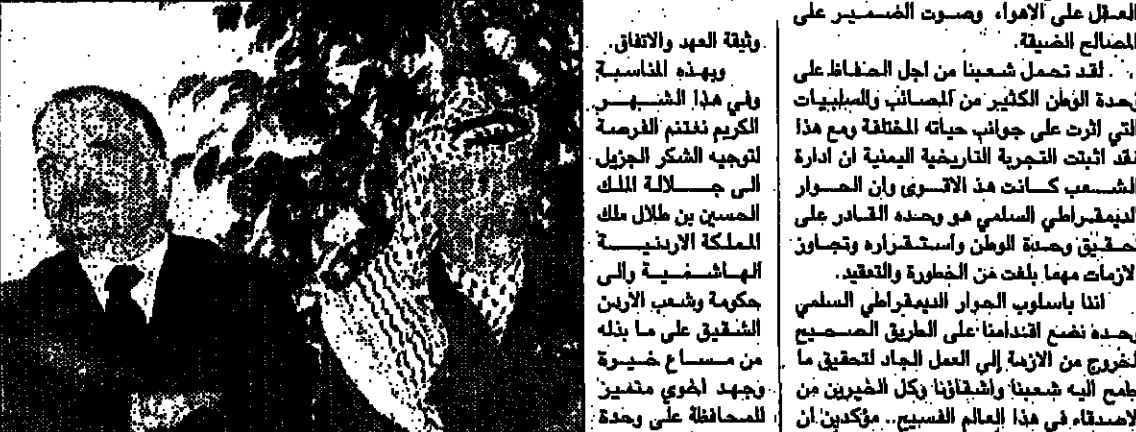 العقل على الاهواء، وصوت الضمير على
المصالح الضيقة.
لقد تحمل شعبنا من اجل الحفاظ على
وحدة الوطن الكثير من المصائب والسلبيات
التي اثرت على جوانب حياته المختلفة ومع هذا
فقد اثبتت التجربة التاريخية اليمنية ان ادارة
الشعب كانت هذ الاقوى وان الحوار
الديمقراطي السلمي هو وحده القادر على
تحقيق وحدة الوطن واستقراره وتجاوز
الازمات مهما بلغت من الخطورة والتعقيد.
اننا باسلوب الحوار الديمقراطي السلمي
وحده نضع اقدامنا على الطريق الصحيح
للخروج من الازمة إلى العمل الجاد لتحقيق ما
يطمح اليه شعبنا واشقاؤنا وكل الخيرين من
الاصدقاء في هذا العالم الفسيح.. مؤكدين ان
وثيقة العهد والاتفاق.
وبهذه المناسبة
وفي هذا الشهر
الكريم نغتنم الفرصة
لتوجيه الشكر الجزيل
الى جلالة الملك
الحسين بن طلال ملك
المملكة الاردنية
الهاشمية والى
حكومة وشعب الاردن
الشقيق على ما بذله
من مساع خيرة
وجهد اخوي متميز
للمحافظة على وحدة